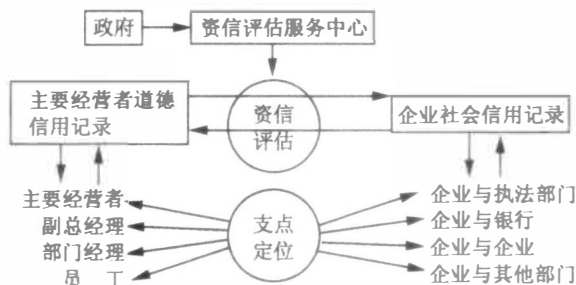 政府
资信评估服务中心
主要经营者道德
信用记录
资信
评估
企业社会信用记录
主要经营者
副总经理
部门经理
员 工
支点
定位
企业与执法部门
企业与银行
企业与企业
企业与其他部门